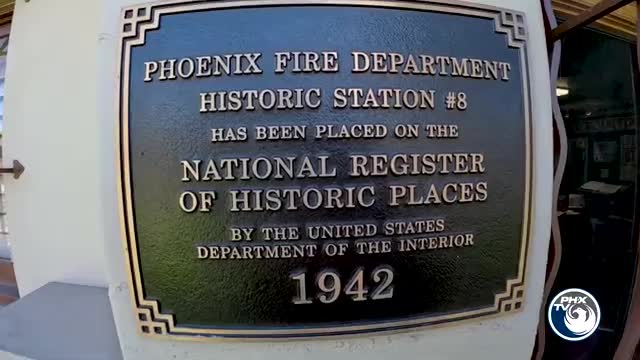 PHOENIX FIRE DEPARTMENT
HISTORIC STATION #8
HAS BEEN PLACED ON THE
NATIONAL REGISTER
OF HISTORIC PLACES
BY THE UNITED STATES
DEPARTMENT OF THE INTERIOR
1942
PHX
TV